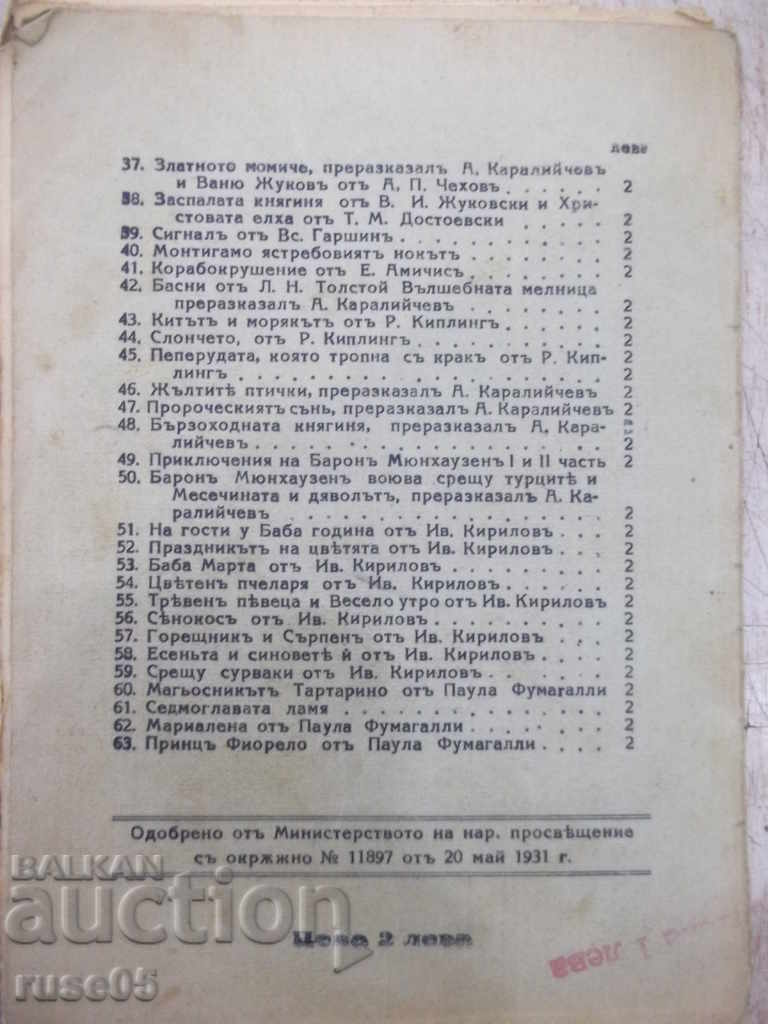 лева
37. Златното момиче, преразказалъ А. Каралийчевъ
и Ваню Жуковъ отъ А. П. Чеховъ . . . . . . 2
38. Заспалата княгиня отъ В. И. Жуковски и Хри-
стовата елха отъ Т. М. Достоевски . . . . . 2
39. Сигналъ отъ Вс. Гаршинъ . . . . . . . . . . 2
40. Монтигамо ястребовиятъ нокътъ . . . . . . . 2
41. Корабокрушение отъ Е. Амичисъ . . . . . . . 2
42. Басни отъ Л. Н. Толстой Вълшебната мелница
преразказалъ А. Каралийчевъ . . . . . . . . 2
43. Китътъ и морякътъ отъ Р. Киплингъ . . . . . 2
44. Слончето, отъ Р. Киплингъ . . . . . . . . . 2
45. Пеперудата, която тропна съ кракъ отъ Р. Кип-
лингъ . . . . . . . . . . . . . . . . . 2
46. Жълтитѣ птички, преразказалъ А. Каралийчевъ 2
47. Пророческиятъ сънь, преразказалъ А. Каралийчевъ 2
48. Бързоходната княгиня, преразказалъ А. Кара-
лийчевъ . . . . . . . . . . . . . . . . 2
49. Приключения на Баронъ Мюнхаузенъ I и II часть 2
50. Баронъ Мюнхаузенъ воюва срещу турцитѣ и
Месечината и дяволътъ, преразказалъ А. Ка-
ралийчевъ . . . . . . . . . . . . . . . 2
51. На гости у Баба година отъ Ив. Кириловъ . . . 2
52. Праздникътъ на цвѣтята отъ Ив. Кириловъ . . . 2
53. Баба Марта отъ Ив. Кириловъ . . . . . . . . 2
54. Цвѣтенъ пчеларя отъ Ив. Кириловъ . . . . . . 2
55. Трѣвенъ пѣвеца и Весело утро отъ Ив. Кириловъ 2
56. Сѣнокосъ отъ Ив. Кириловъ . . . . . . . . . 2
57. Горещникъ и Сърпенъ отъ Ив. Кириловъ . . . 2
58. Есеньта и синоветѣ ѝ отъ Ив. Кириловъ . . . . 2
59. Срещу сурваки отъ Ив. Кириловъ . . . . . . 2
60. Магьосникътъ Тартарино отъ Паула Фумагалли 2
61. Седмоглавата ламя . . . . . . . . . . . . . 2
62. Мариалена отъ Паула Фумагалли . . . . . . . 2
63. Принцъ Фиорело отъ Паула Фумагалли . . . . 2
Одобрено отъ Министерството на нар. просвѣщение
съ окрѫжно № 11897 отъ 20 май 1931 г.
Цена 2 лева
1 лева
BALKAN
auction
ruse05